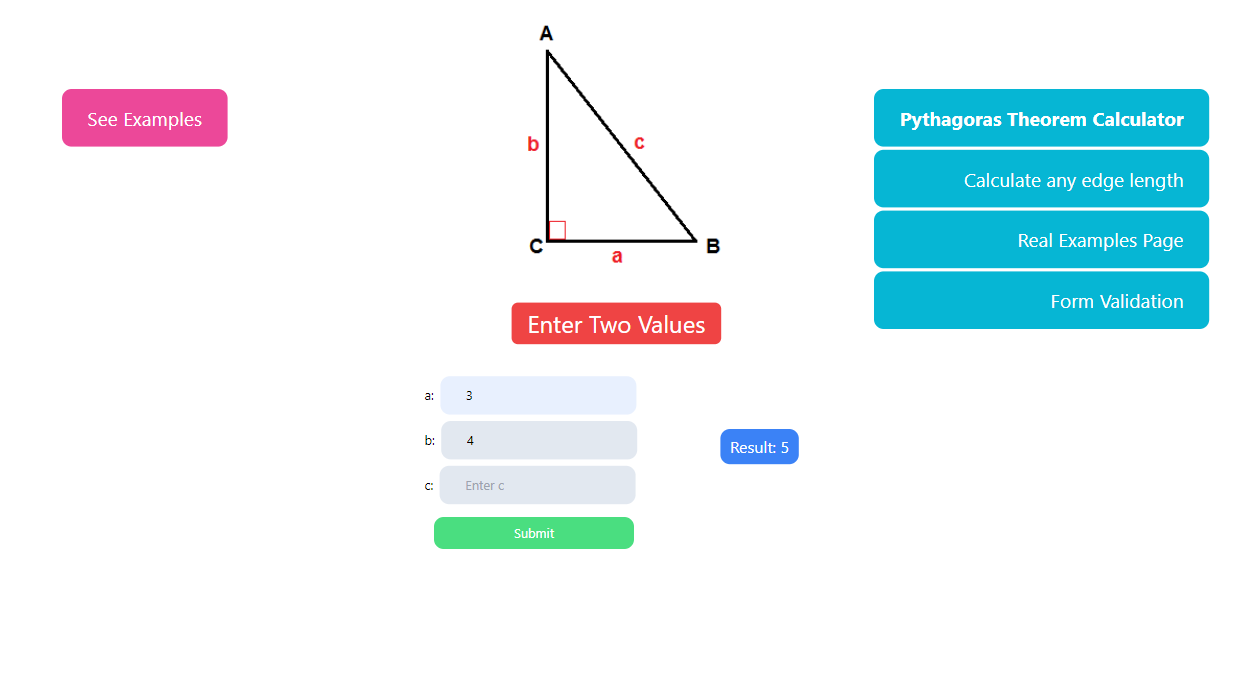 A
See Examples
b
c
C
a
B
Pythagoras Theorem Calculator
Calculate any edge length
Real Examples Page
Form Validation
Enter Two Values
a: 3
b: 4
c: Enter c
Result: 5
Submit